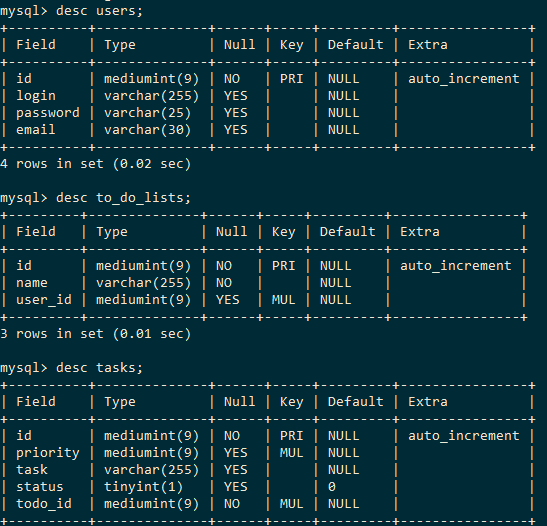 mysql> desc users;
+----------+--------------+------+-----+---------+----------------+
| Field    | Type         | Null | Key | Default | Extra          |
+----------+--------------+------+-----+---------+----------------+
| id       | mediumint(9) | NO   | PRI | NULL    | auto_increment |
| login    | varchar(255) | YES  |     | NULL    |                |
| password | varchar(25)  | YES  |     | NULL    |                |
| email    | varchar(30)  | YES  |     | NULL    |                |
+----------+--------------+------+-----+---------+----------------+
4 rows in set (0.02 sec)
mysql> desc to_do_lists;
+---------+--------------+------+-----+---------+----------------+
| Field   | Type         | Null | Key | Default | Extra          |
+---------+--------------+------+-----+---------+----------------+
| id      | mediumint(9) | NO   | PRI | NULL    | auto_increment |
| name    | varchar(255) | NO   |     | NULL    |                |
| user_id | mediumint(9) | YES  | MUL | NULL    |                |
+---------+--------------+------+-----+---------+----------------+
3 rows in set (0.01 sec)
mysql> desc tasks;
+----------+--------------+------+-----+---------+----------------+
| Field    | Type         | Null | Key | Default | Extra          |
+----------+--------------+------+-----+---------+----------------+
| id       | mediumint(9) | NO   | PRI | NULL    | auto_increment |
| priority | mediumint(9) | YES  | MUL | NULL    |                |
| task     | varchar(255) | YES  |     | NULL    |                |
| status   | tinyint(1)   | YES  |     | 0       |                |
| todo_id  | mediumint(9) | NO   | MUL | NULL    |                |
+----------+--------------+------+-----+---------+----------------+